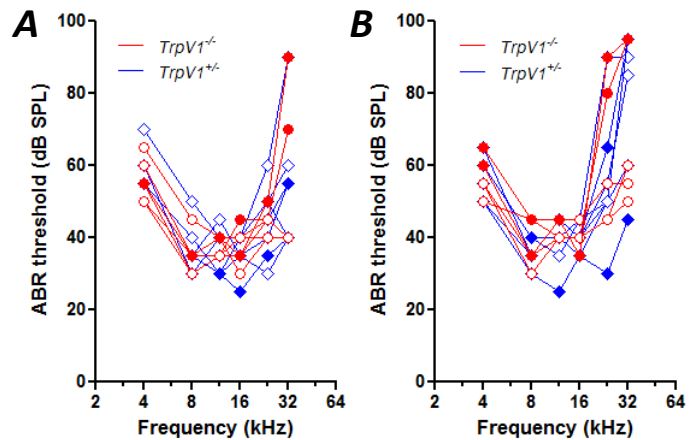 A
B
TrpV1-/-
TrpV1+/-
TrpV1-/-
TrpV1+/-
ABR threshold (dB SPL)
100
80
60
40
20
0
2 4 8 16 32 64
Frequency (kHz)
ABR threshold (dB SPL)
100
80
60
40
20
0
2 4 8 16 32 64
Frequency (kHz)